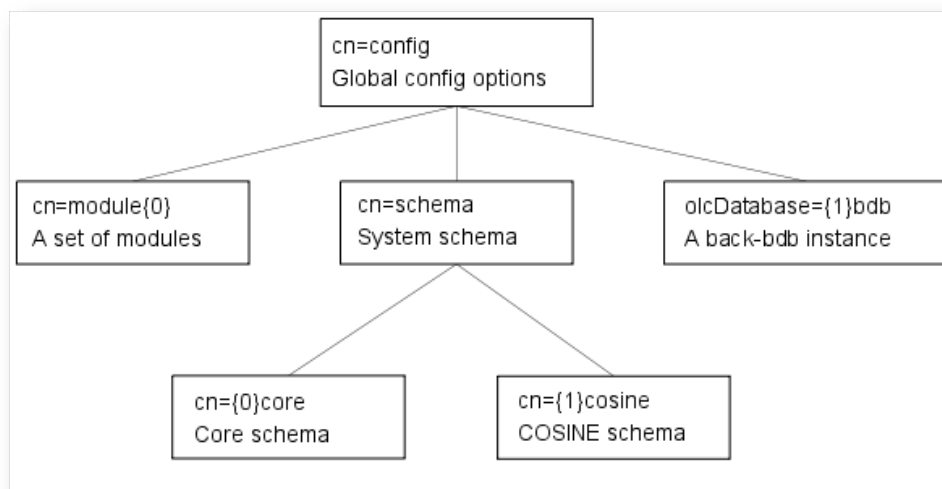 cn=config
Global config options
cn=module{0}
A set of modules
cn=schema
System schema
olcDatabase={1}bdb
A back-bdb instance
cn={0}core
Core schema
cn={1}cosine
COSINE schema